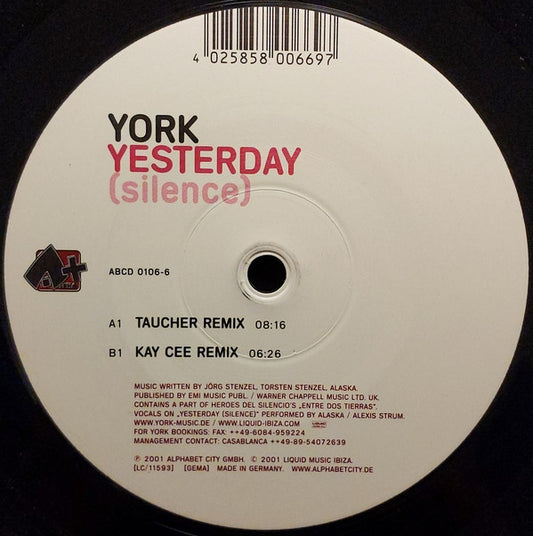 4 025858 006697
YORK
YESTERDAY
(silence)
A+
ABCD 0106-6
A1 TAUCHER REMIX 08:16
B1 KAY CEE REMIX 06:26
MUSIC WRITTEN BY JÖRG STENZEL, TORSTEN STENZEL, ALASKA.
PUBLISHED BY EMI MUSIC PUBL. / WARNER CHAPPELL MUSIC LTD. UK.
CONTAINS A PART OF HEROES DEL SILENCIO'S „ENTRE DOS TIERRAS".
VOCALS ON „YESTERDAY (SILENCE)" PERFORMED BY ALASKA / ALEXIS STRUM.
WWW.YORK-MUSIC.DE / WWW.LIQUID-IBIZA.COM
FOR YORK BOOKINGS: FAX: ++49-6084-959224
MANAGEMENT CONTACT: CASABLANCA ++49-89-54072639
℗ 2001 ALPHABET CITY GMBH. © 2001 LIQUID MUSIC IBIZA.
[LC/11593] [GEMA] MADE IN GERMANY. WWW.ALPHABETCITY.DE